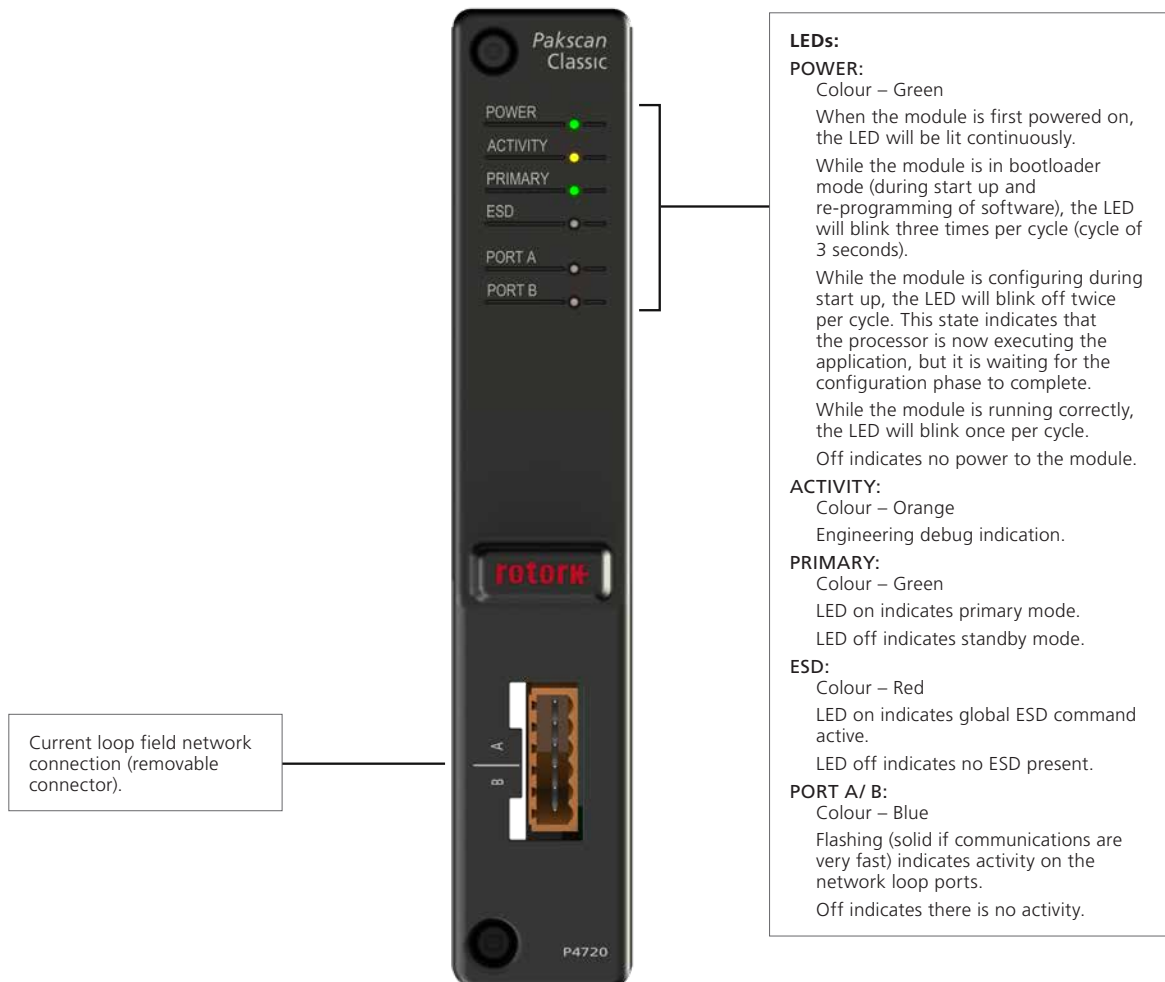 Pakscan
Classic
POWER
ACTIVITY
PRIMARY
ESD
PORT A
PORT B
rotork
A
B
P4720
Current loop field network
connection (removable
connector).
LEDs:
POWER:
Colour – Green
When the module is first powered on,
the LED will be lit continuously.
While the module is in bootloader
mode (during start up and
re-programming of software), the LED
will blink three times per cycle (cycle of
3 seconds).
While the module is configuring during
start up, the LED will blink off twice
per cycle. This state indicates that
the processor is now executing the
application, but it is waiting for the
configuration phase to complete.
While the module is running correctly,
the LED will blink once per cycle.
Off indicates no power to the module.
ACTIVITY:
Colour – Orange
Engineering debug indication.
PRIMARY:
Colour – Green
LED on indicates primary mode.
LED off indicates standby mode.
ESD:
Colour – Red
LED on indicates global ESD command
active.
LED off indicates no ESD present.
PORT A/ B:
Colour – Blue
Flashing (solid if communications are
very fast) indicates activity on the
network loop ports.
Off indicates there is no activity.